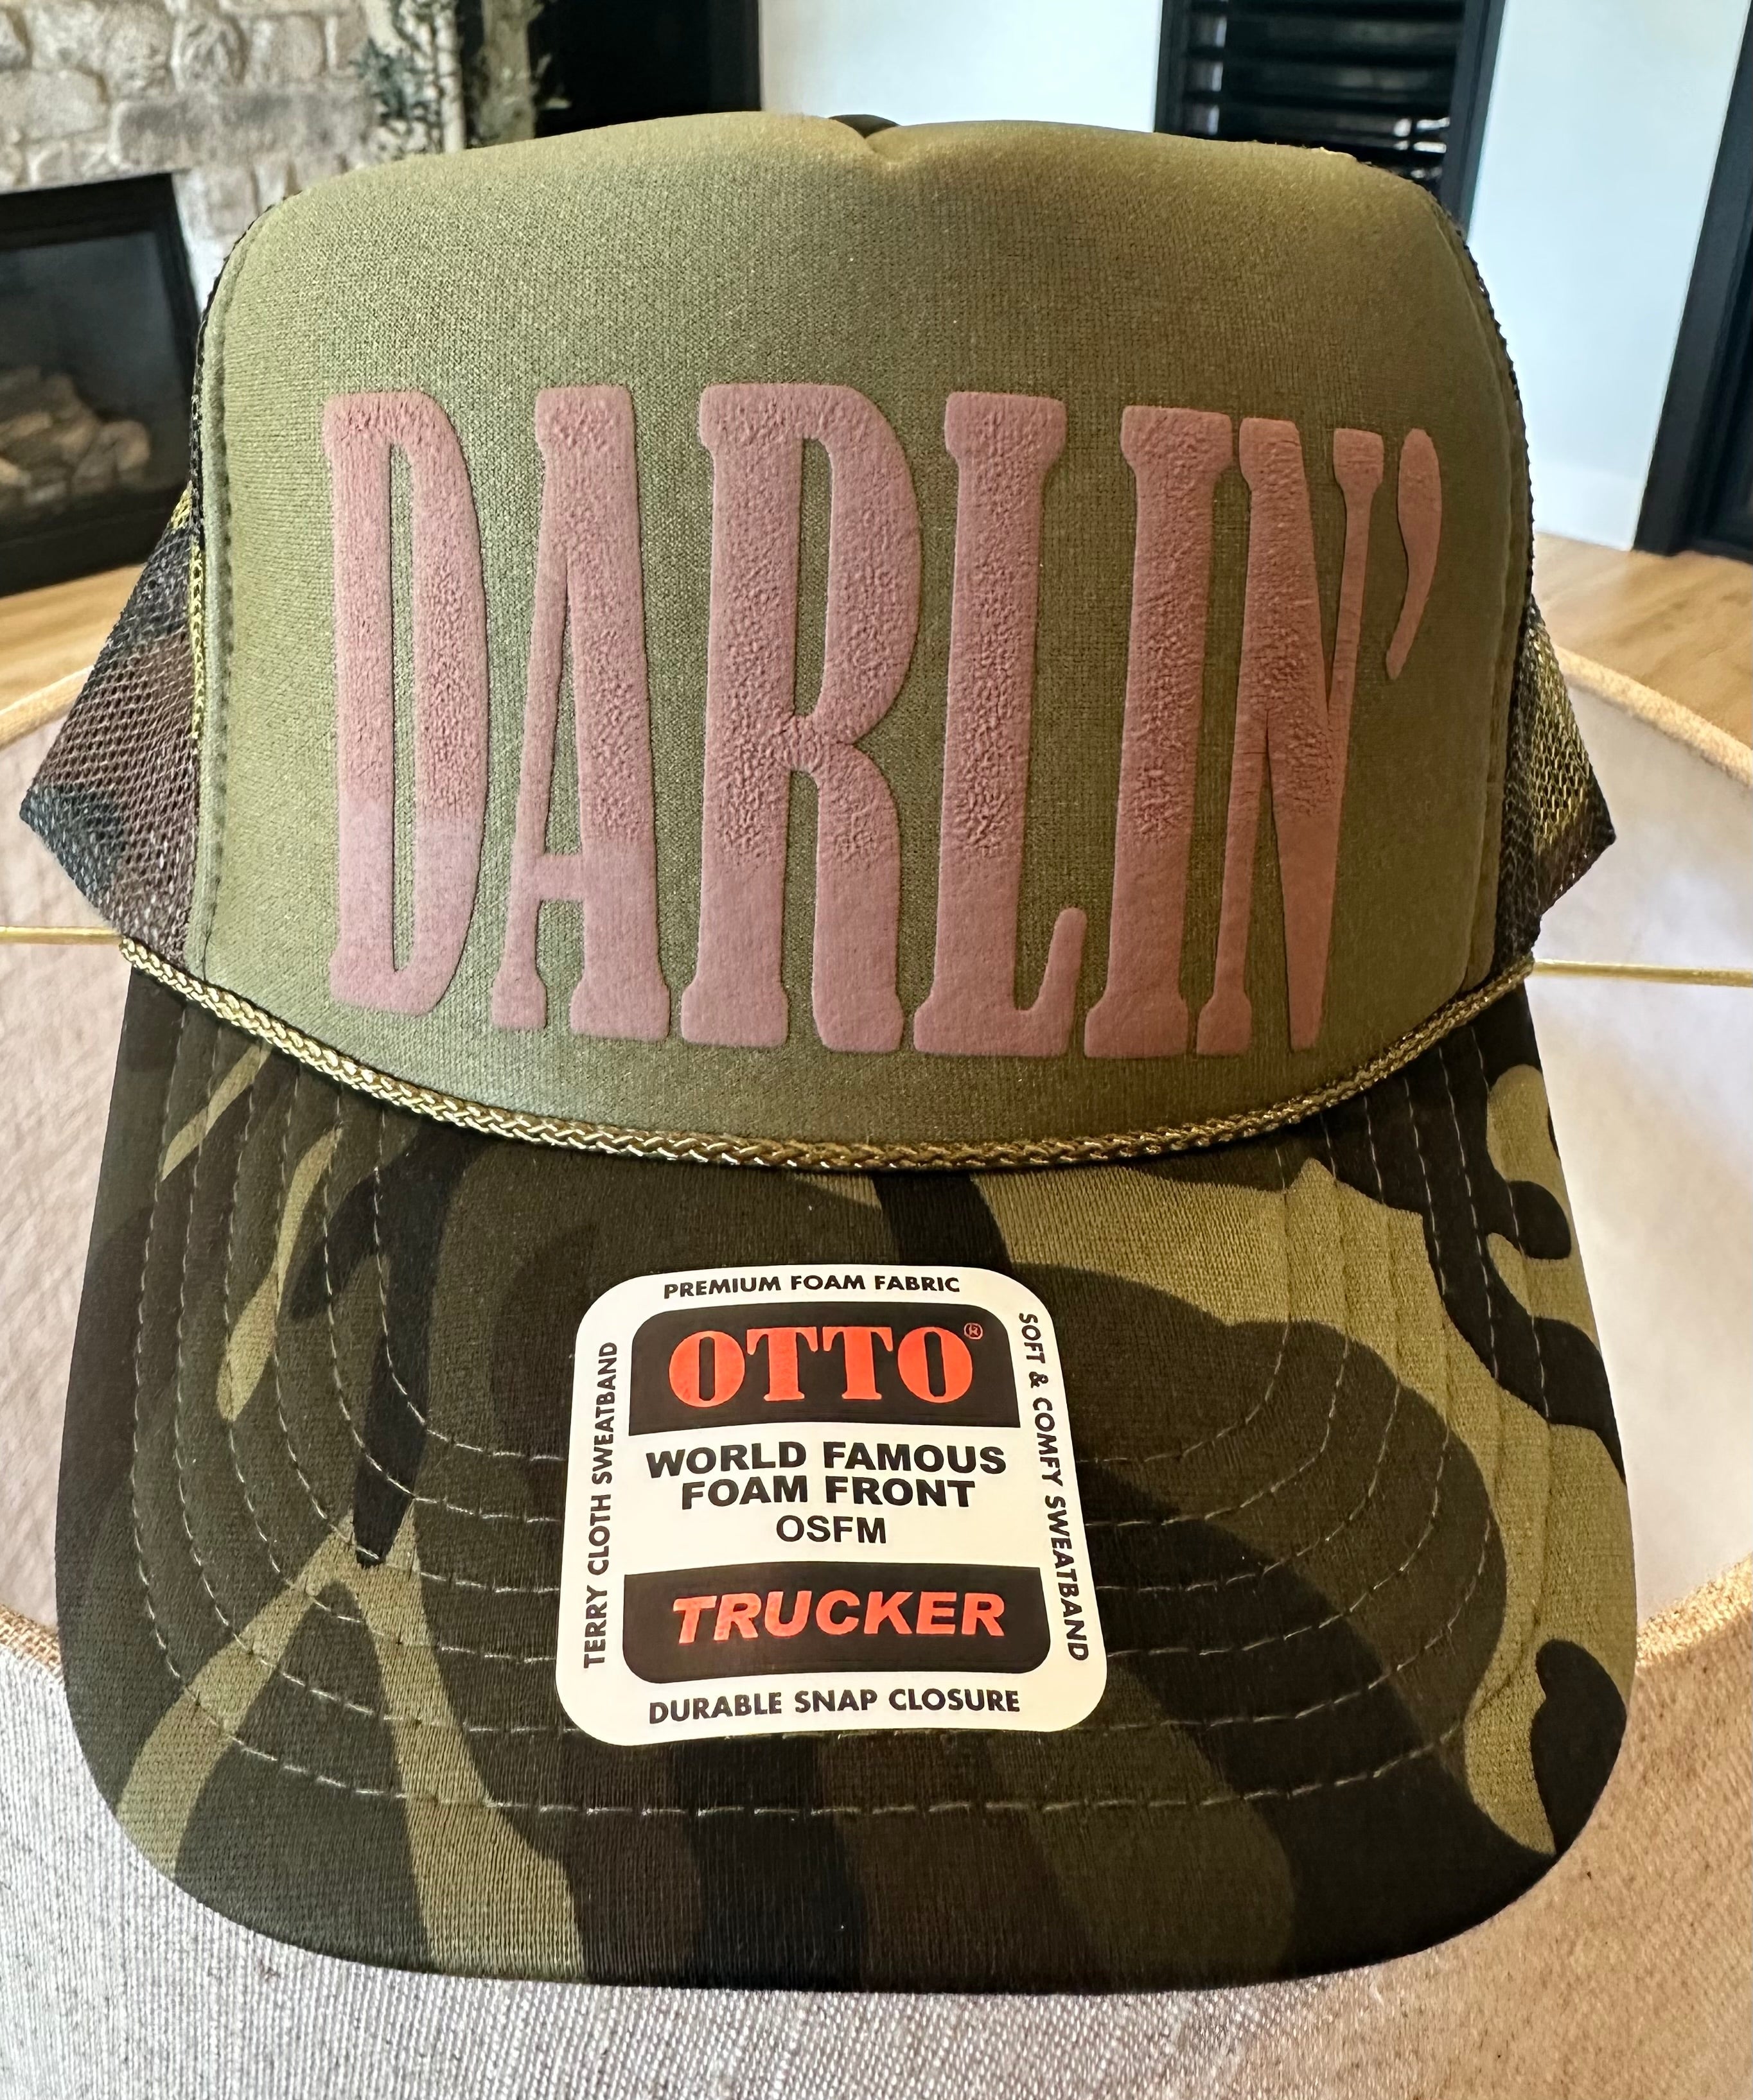 DARLIN’
PREMIUM FOAM FABRIC
OTTO®
WORLD FAMOUS
FOAM FRONT
OSFM
TRUCKER
DURABLE SNAP CLOSURE
TERRY CLOTH SWEATBAND
SOFT & COMFY SWEATBAND